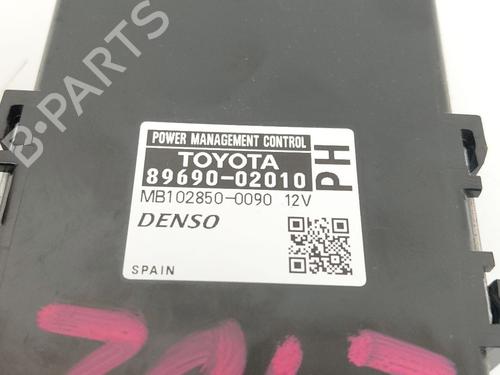 B-PARTS
POWER MANAGEMENT CONTROL
TOYOTA
89690-02010
PH
MB102850-0090 12V
DENSO
SPAIN